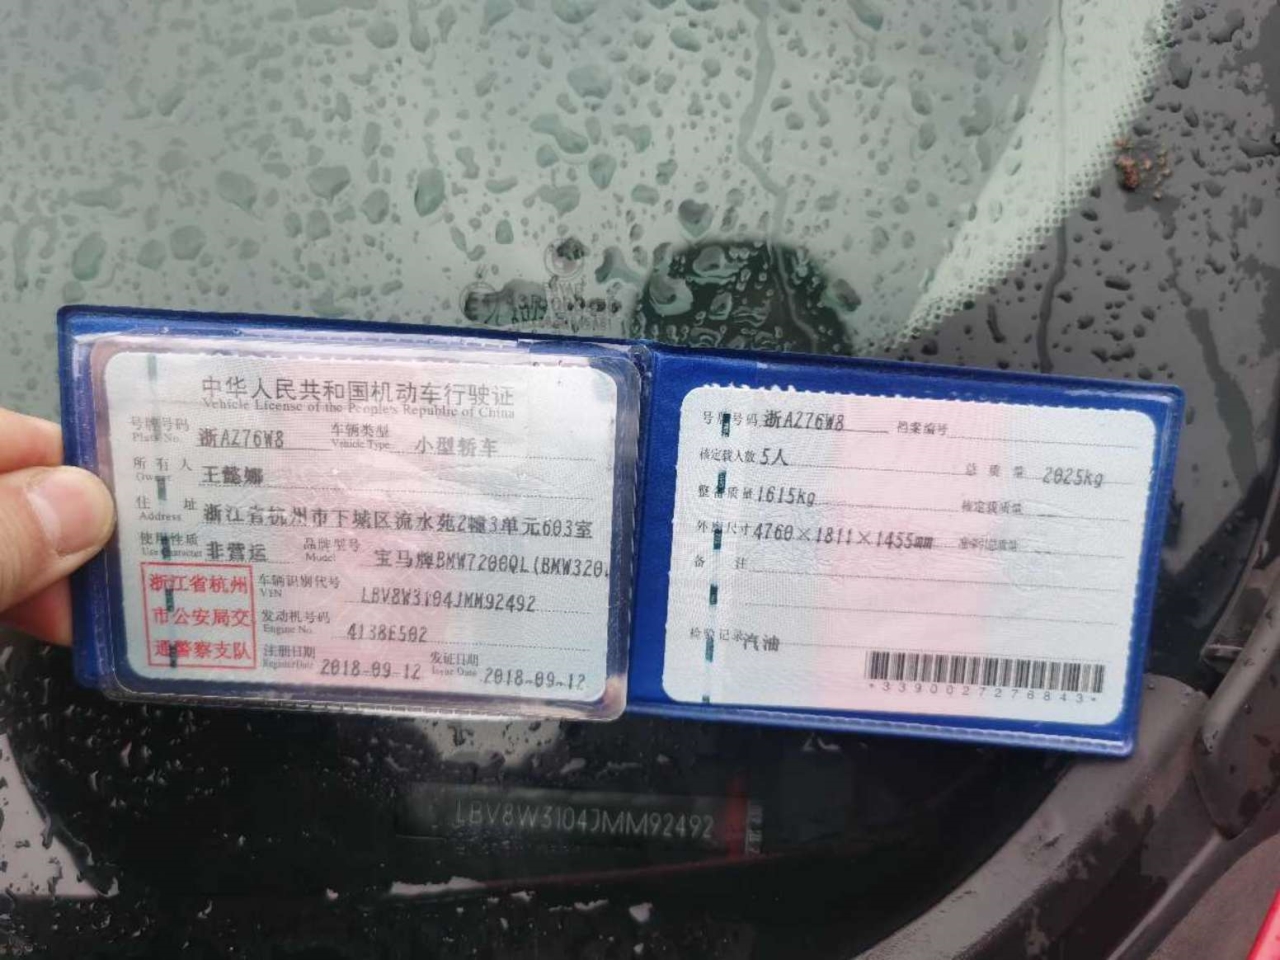 中华人民共和国机动车行驶证
Vehicle License of the People's Republic of China
号牌号码 浙AZ76W8 车辆类型 小型轿车
Plate No. Vehicle Type
所有人 王懿娜
Owner
住址 浙江省杭州市下城区流水苑2幢3单元603室
Address
使用性质 非营运 品牌型号 宝马牌BMW7200QL(BMW320
Use Character Model
浙江省杭州
市公安局交
通警察支队
车辆识别代号 LBV8W3104JMM92492
VIN
发动机号码 4138E502
Engine No.
注册日期 2018-09-12 发证日期 2018-09-12
Register Date Issue Date
号牌号码 浙AZ76W8 档案编号
核定载人数 5人 总质量 2025kg
整备质量 1615kg 核定载质量
外廓尺寸 4760×1811×1455mm 准牵引总质量
备注
检验记录 汽油
*3390027276843*
LBV8W3104JMM92492